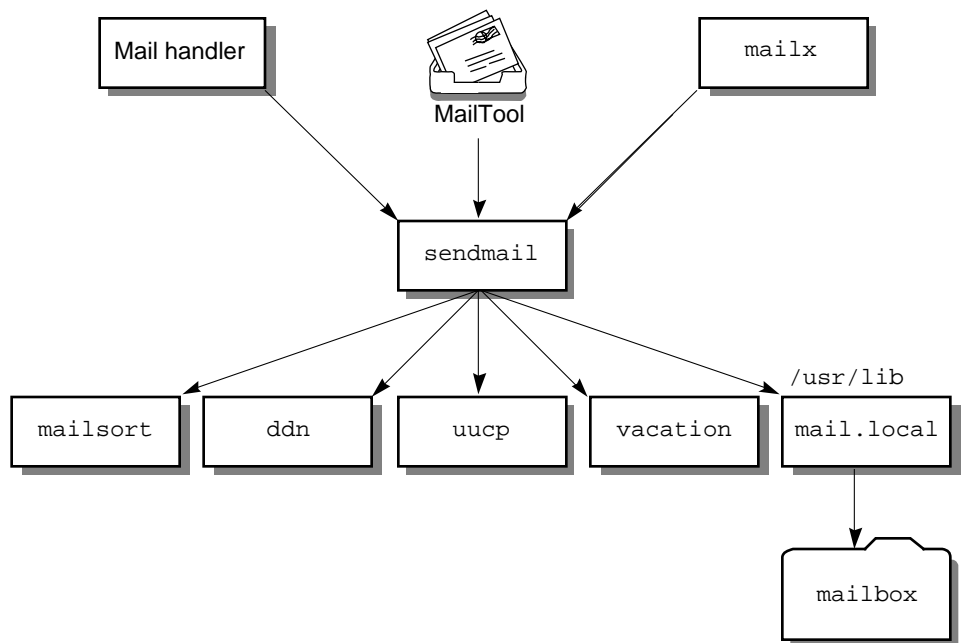 Mail handler
mailx
MailTool
sendmail
/usr/lib
mailsort
ddn
uucp
vacation
mail.local
mailbox